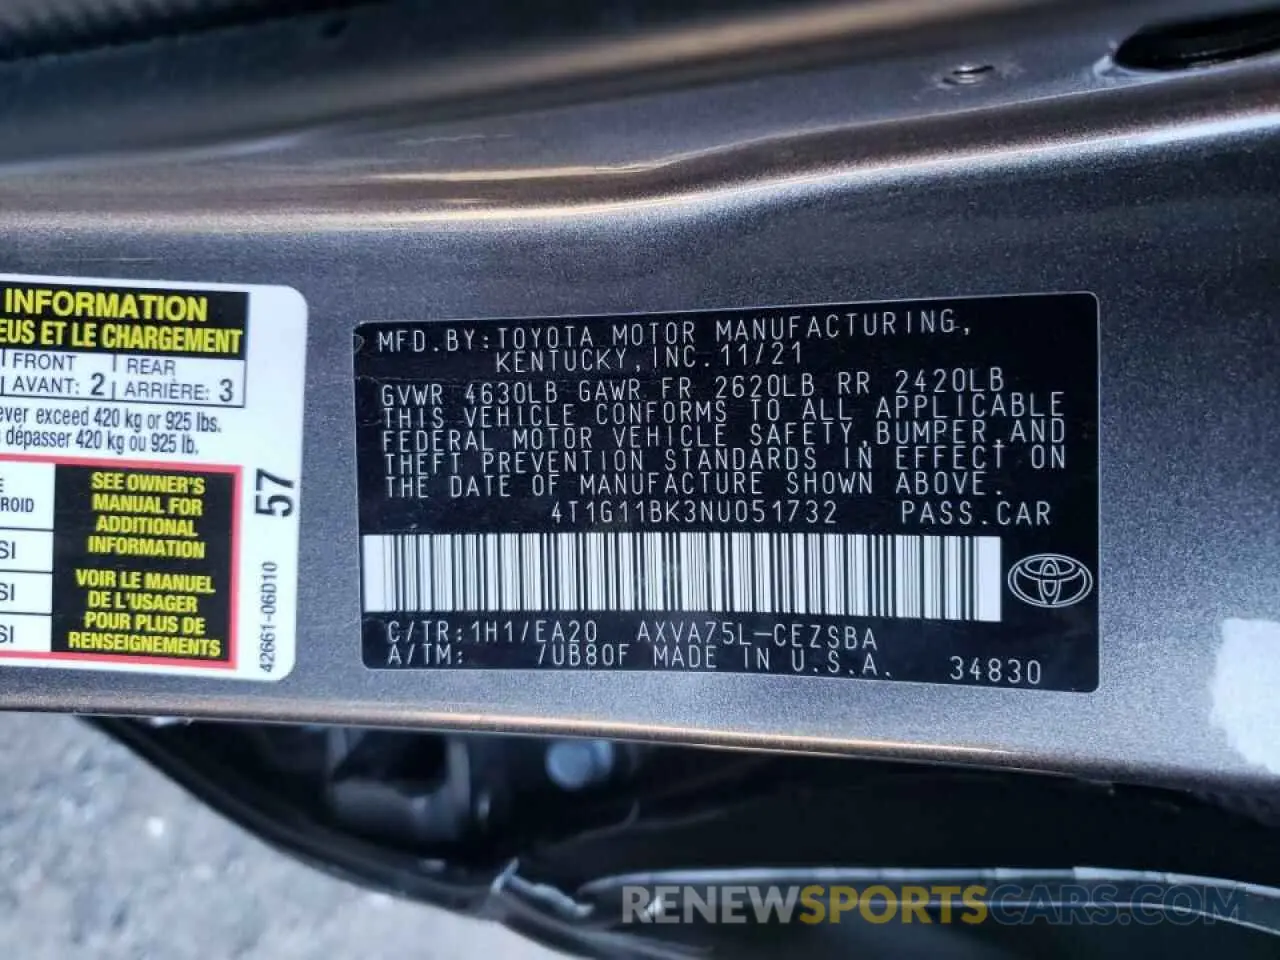 INFORMATION
EUS ET LE CHARGEMENT
FRONT REAR
AVANT: 2 ARRIÈRE: 3
ever exceed 420 kg or 925 lbs.
dépasser 420 kg ou 925 lb.
E
ROID
SI
SI
SI
SEE OWNER'S
MANUAL FOR
ADDITIONAL
INFORMATION
VOIR LE MANUEL
DE L'USAGER
POUR PLUS DE
RENSEIGNEMENTS
57
42661-06D10
MFD.BY:TOYOTA MOTOR MANUFACTURING,
KENTUCKY,INC.11/21
GVWR 4630LB GAWR FR 2620LB RR 2420LB
THIS VEHICLE CONFORMS TO ALL APPLICABLE
FEDERAL MOTOR VEHICLE SAFETY,BUMPER,AND
THEFT PREVENTION STANDARDS IN EFFECT ON
THE DATE OF MANUFACTURE SHOWN ABOVE.
4T1G11BK3NU051732 PASS.CAR
C/TR:1H1/EA20 AXVA75L-CEZSBA
A/TM: /UB80F MADE IN U.S.A. 34830
RENEWSPORTSCARS.COM